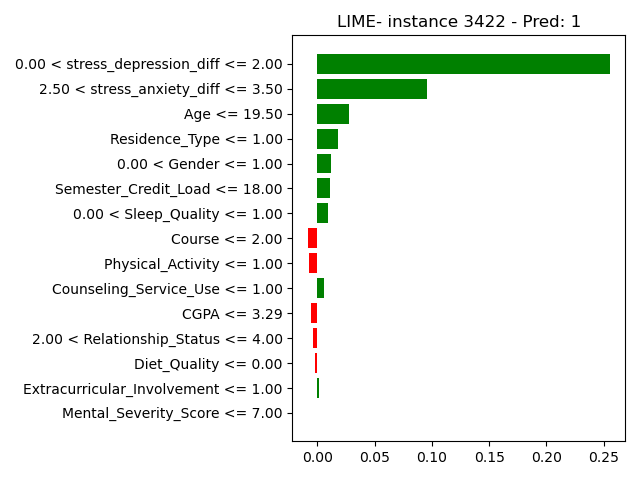 LIME- instance 3422 - Pred: 1
0.00 < stress_depression_diff <= 2.00
2.50 < stress_anxiety_diff <= 3.50
Age <= 19.50
Residence_Type <= 1.00
0.00 < Gender <= 1.00
Semester_Credit_Load <= 18.00
0.00 < Sleep_Quality <= 1.00
Course <= 2.00
Physical_Activity <= 1.00
Counseling_Service_Use <= 1.00
CGPA <= 3.29
2.00 < Relationship_Status <= 4.00
Diet_Quality <= 0.00
Extracurricular_Involvement <= 1.00
Mental_Severity_Score <= 7.00
0.00 0.05 0.10 0.15 0.20 0.25